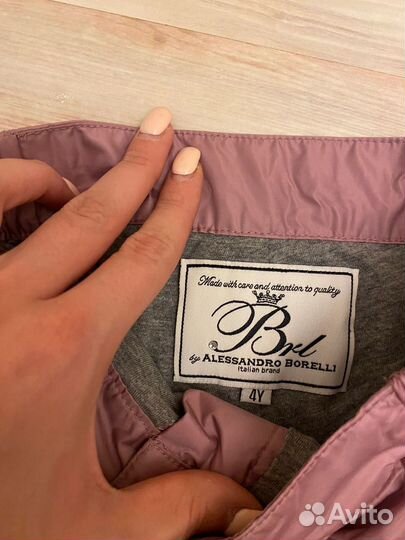 Made with care and attention to quality
Brl
by ALESSANDRO BORELLI
Italian brand
4Y
Avito